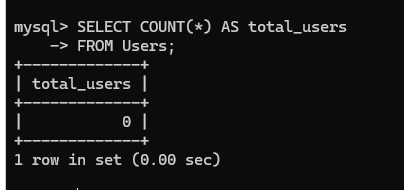 mysql> SELECT COUNT(*) AS total_users
    -> FROM Users;
+-------------+
| total_users |
+-------------+
|           0 |
+-------------+
1 row in set (0.00 sec)